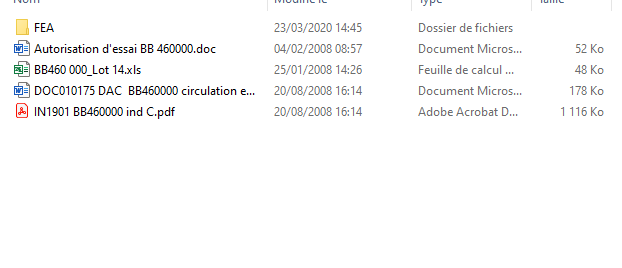 Nom Modifié le Type Taille
FEA 23/03/2020 14:45 Dossier de fichiers
Autorisation d'essai BB 460000.doc 04/02/2008 08:57 Document Micros... 52 Ko
BB460 000_Lot 14.xls 25/01/2008 14:26 Feuille de calcul ... 48 Ko
DOC010175 DAC  BB460000 circulation e... 20/08/2008 16:14 Document Micros... 178 Ko
IN1901 BB460000 ind C.pdf 20/08/2008 16:14 Adobe Acrobat D... 1 116 Ko